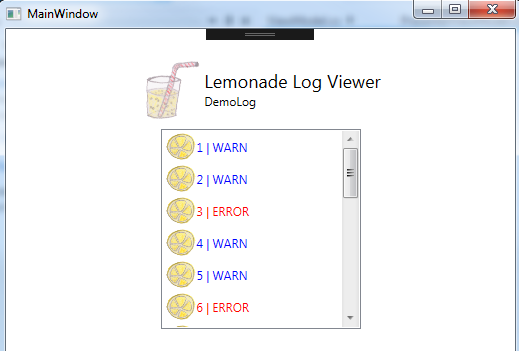 MainWindow
Lemonade Log Viewer
DemoLog
1 | WARN
2 | WARN
3 | ERROR
4 | WARN
5 | WARN
6 | ERROR